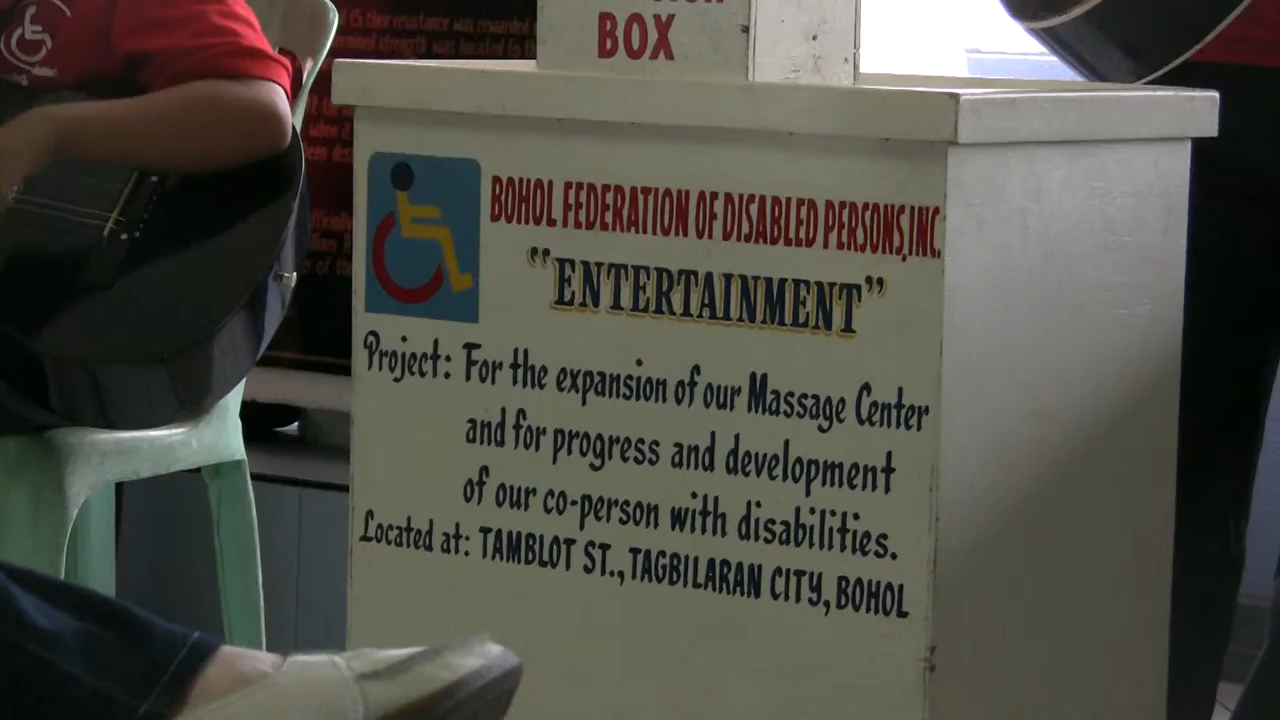 BOX
BOHOL FEDERATION OF DISABLED PERSONS, INC.
"ENTERTAINMENT"
Project: For the expansion of our Massage Center
and for progress and development
of our co-person with disabilities.
Located at: TAMBLOT ST., TAGBILARAN CITY, BOHOL